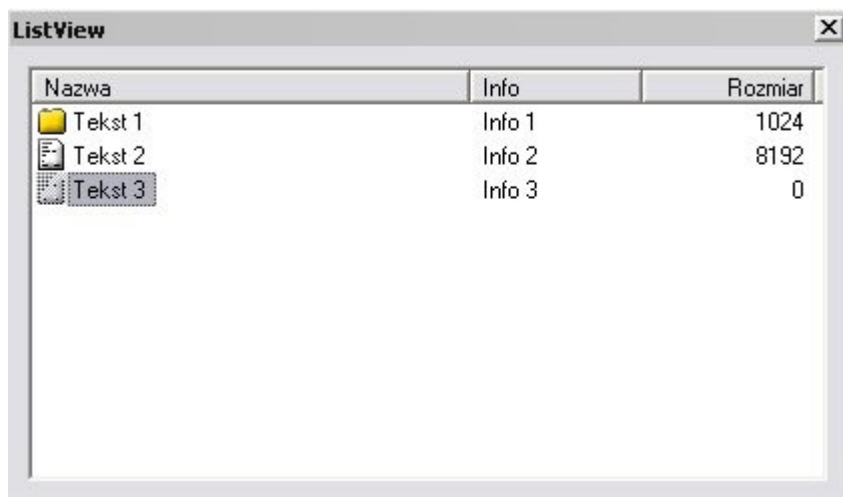 ListView
Nazwa Info Rozmiar
Tekst 1 Info 1 1024
Tekst 2 Info 2 8192
Tekst 3 Info 3 0